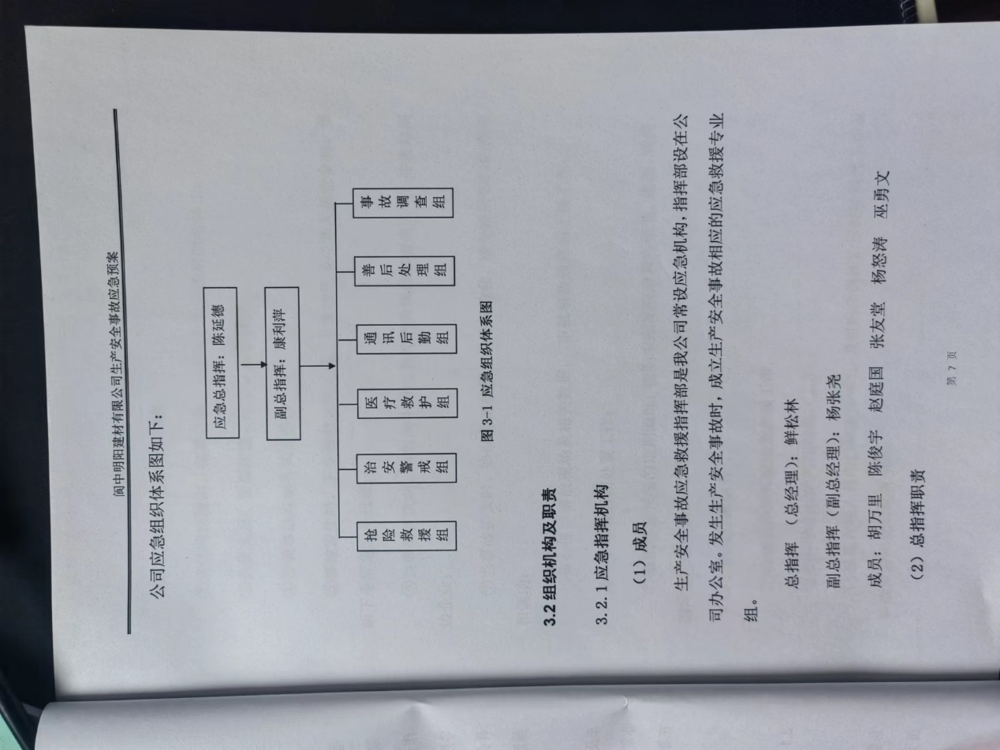 阆中明阳建材有限公司生产安全事故应急预案
公司应急组织体系图如下：
应急总指挥：陈延德
副总指挥：康利萍
抢险救援组
治安警戒组
医疗救护组
通讯后勤组
善后处理组
事故调查组
图 3-1 应急组织体系图
3.2 组织机构及职责
3.2.1 应急指挥机构
（1）成员
生产安全事故应急救援指挥部是我公司常设应急机构，指挥部设在公
司办公室。发生生产安全事故时，成立生产安全事故相应的应急救援专业
组。
总指挥 （总经理）：鲜松林
副总指挥（副总经理）：杨张尧
成员：胡万里 陈俊宇 赵庭国 张友堂 杨怒涛 巫勇文
（2）总指挥职责
第 7 页